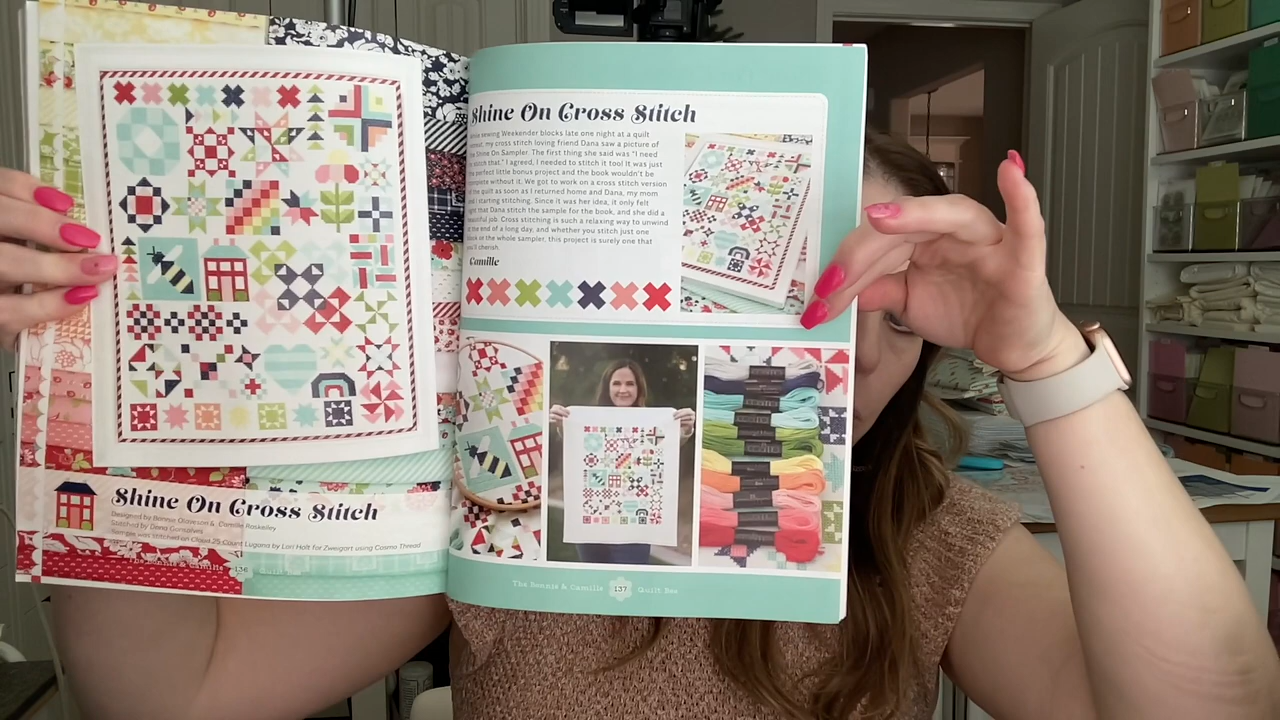 Shine On Cross Stitch
Designed by Bonnie Olaveson & Camille Roskelley
Stitched by Dana Gonsalves
Sample was stitched on Cloud 25 Count Lugana by Lori Holt for Zweigart using Cosmo Thread
The Bonnie & Camille 136 Quilt Bee
Shine On Cross Stitch
sewing Weekender blocks late one night at a quilt
my cross stitch loving friend Dana saw a picture of
The Shine On Sampler. The first thing she said was "I need
stitch that." I agreed, I needed to stitch it too! It was just
perfect little bonus project and the book wouldn't be
complete without it. We got to work on a cross stitch version
the quilt as soon as I returned home and Dana, my mom
and I starting stitching. Since it was her idea, it only felt
right that Dana stitch the sample for the book, and she did a
beautiful job. Cross stitching is such a relaxing way to unwind
the end of a long day, and whether you stitch just one
block or the whole sampler, this project is surely one that
you'll cherish.
Camille
The Bonnie & Camille 137 Quilt Bee